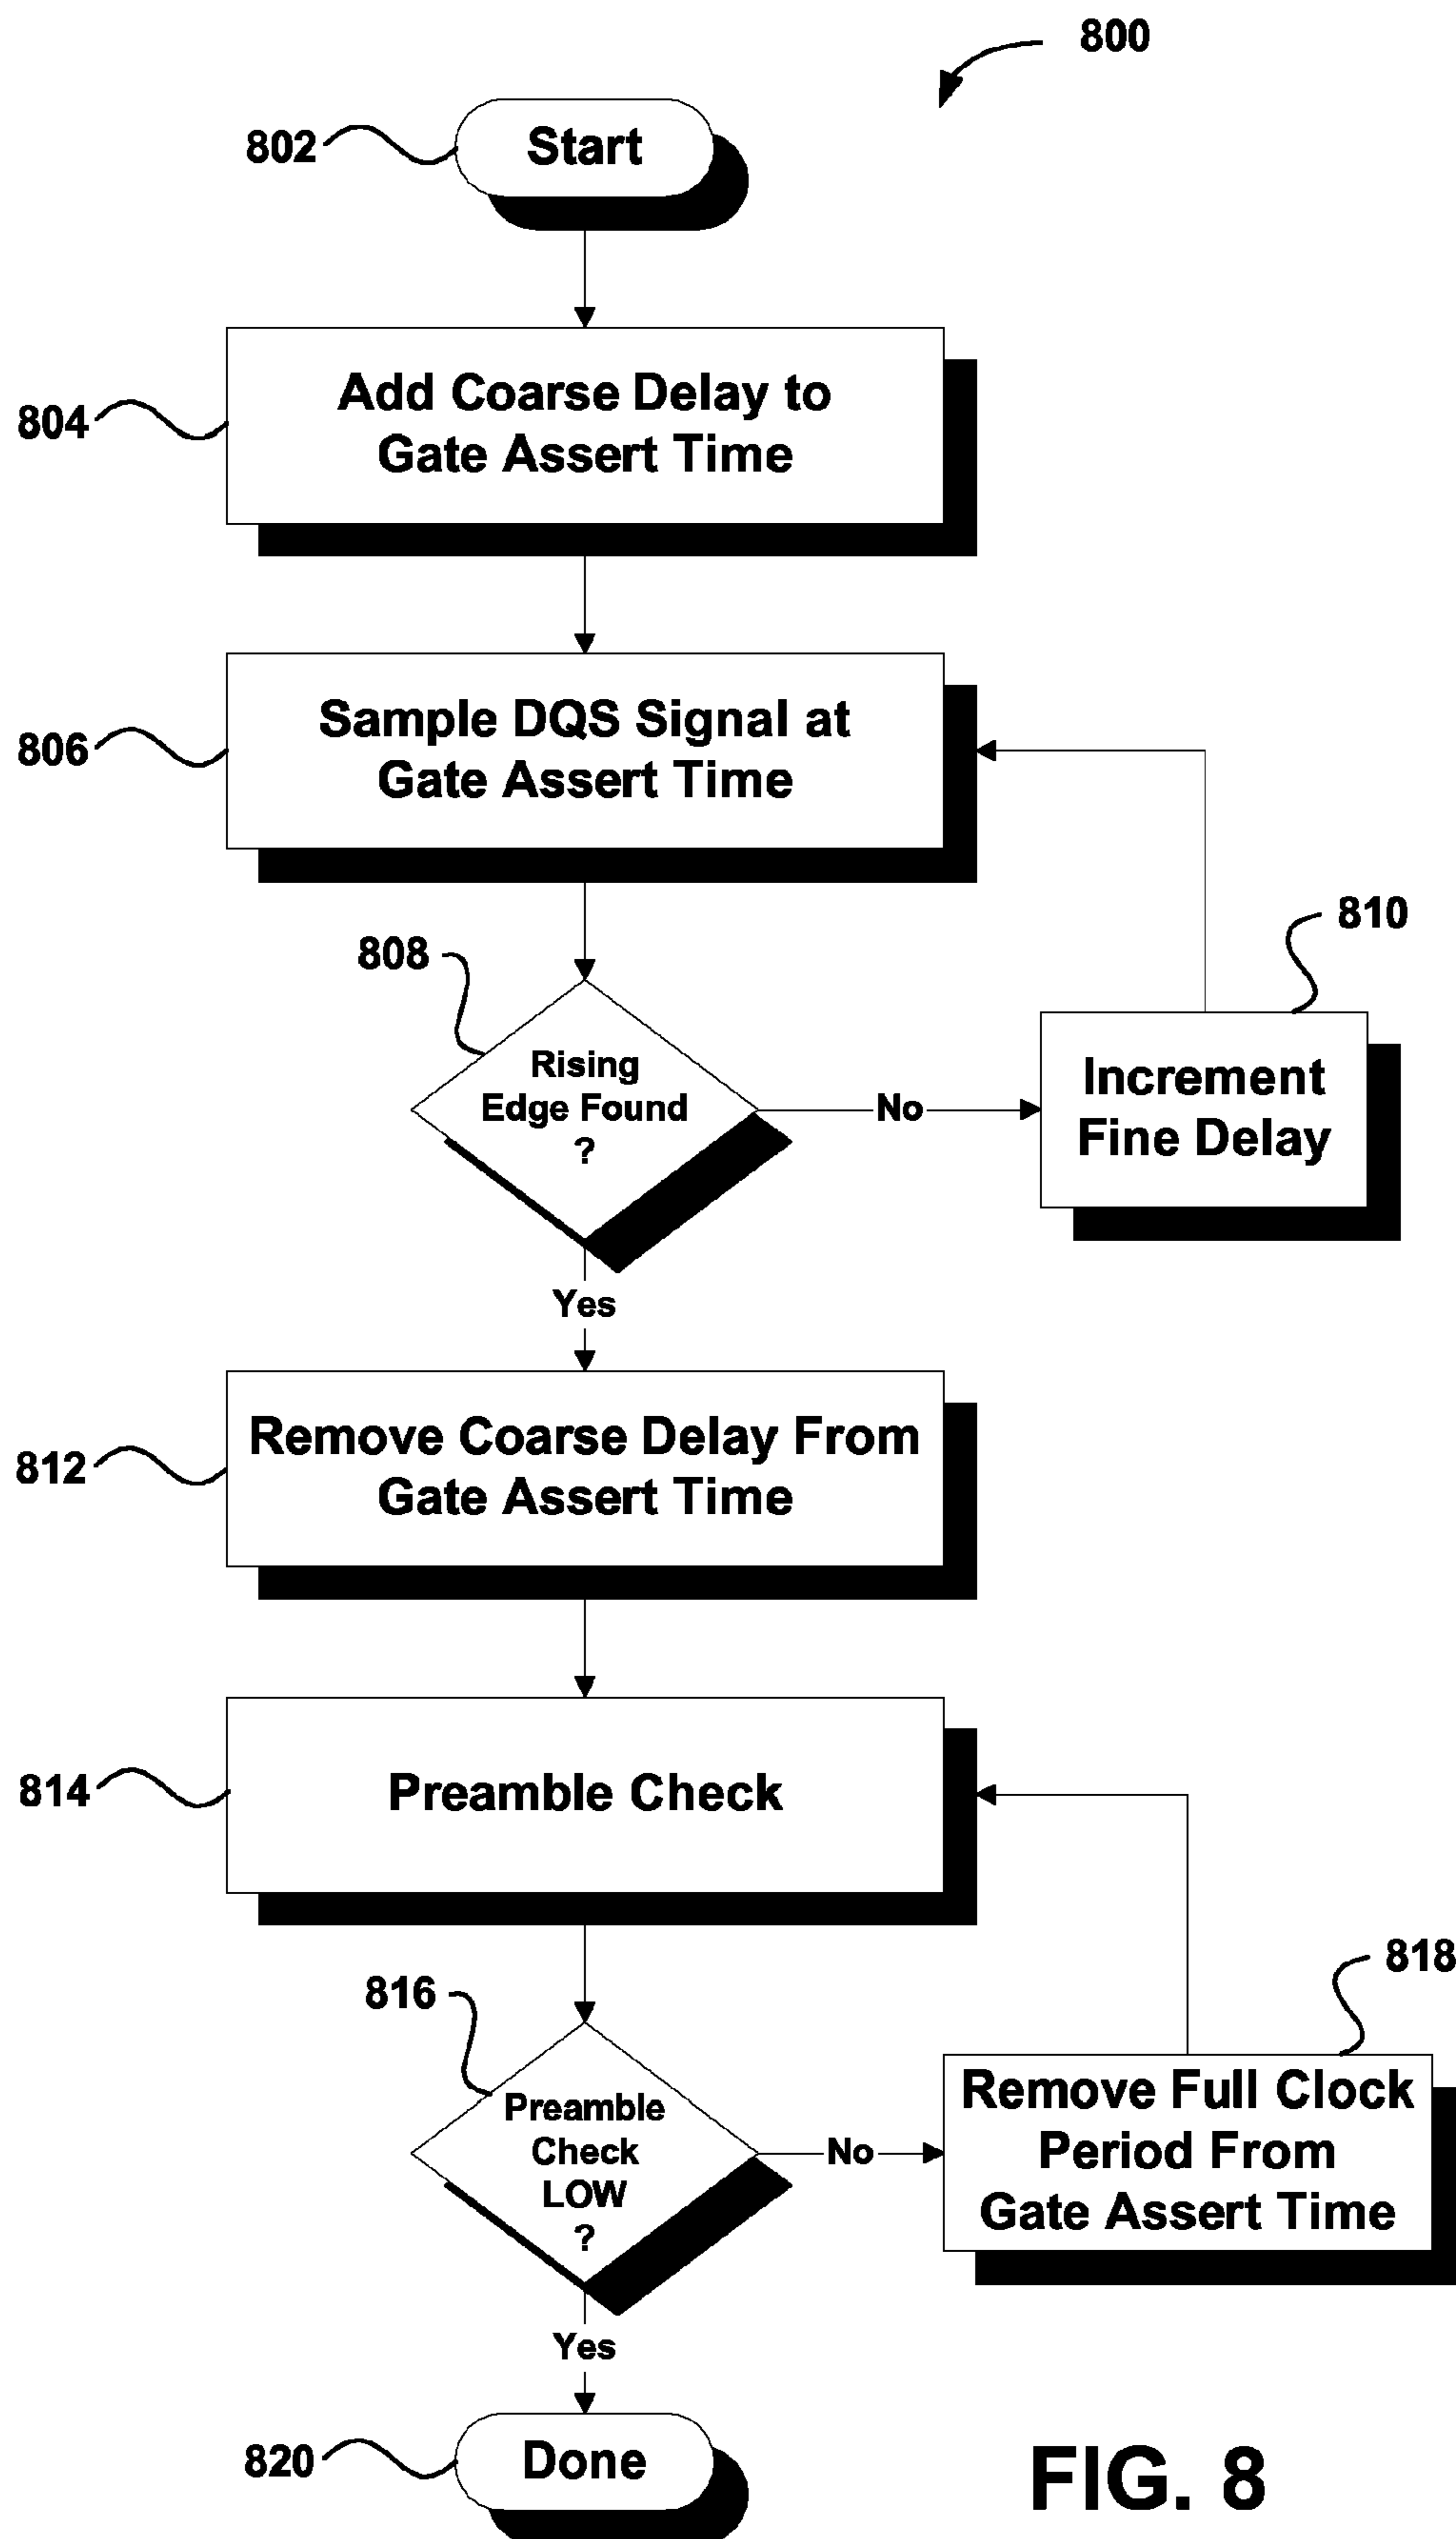 800
802
Start
804
Add Coarse Delay to
Gate Assert Time
806
Sample DQS Signal at
Gate Assert Time
808
Rising
Edge Found
?
No
810
Increment
Fine Delay
Yes
812
Remove Coarse Delay From
Gate Assert Time
814
Preamble Check
816
Preamble
Check
LOW
?
No
818
Remove Full Clock
Period From
Gate Assert Time
Yes
820
Done
FIG. 8